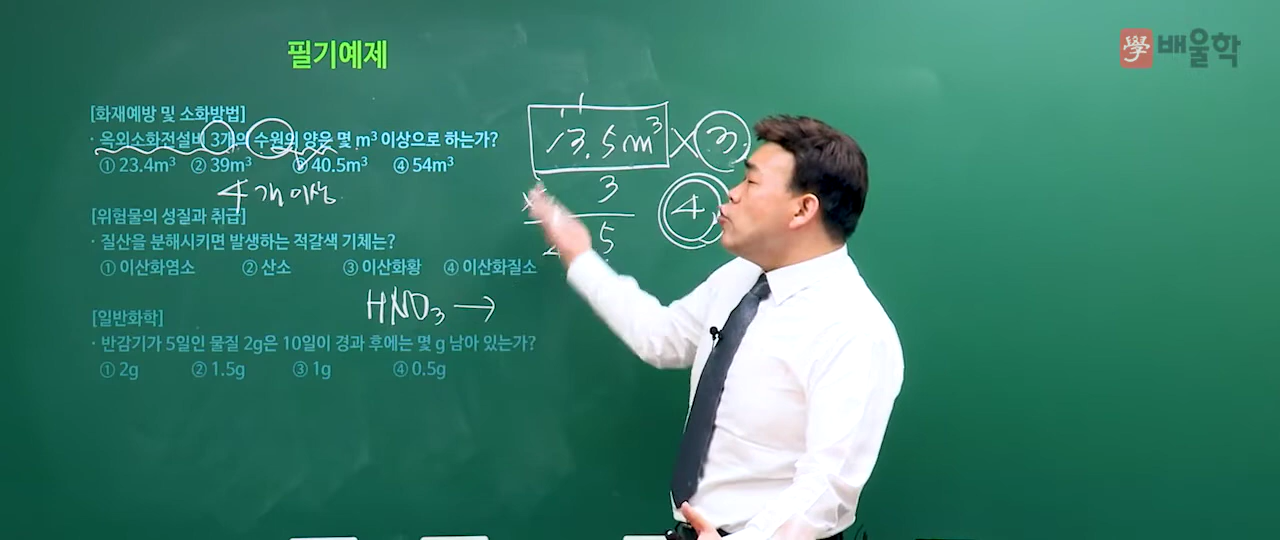 필기예제
學 배울학
[화재예방 및 소화방법]
· 옥외소화전설비 3개의 수원의 양은 몇 m³ 이상으로 하는가?
① 23.4m³ ② 39m³ ③ 40.5m³ ④ 54m³
4개 이상
[위험물의 성질과 취급]
· 질산을 분해시키면 발생하는 적갈색 기체는?
① 이산화염소 ② 산소 ③ 이산화황 ④ 이산화질소
HNO₃ →
[일반화학]
· 반감기가 5일인 물질 2g은 10일이 경과 후에는 몇 g 남아 있는가?
① 2g ② 1.5g ③ 1g ④ 0.5g
13.5m³ × 3
× 3
4
5